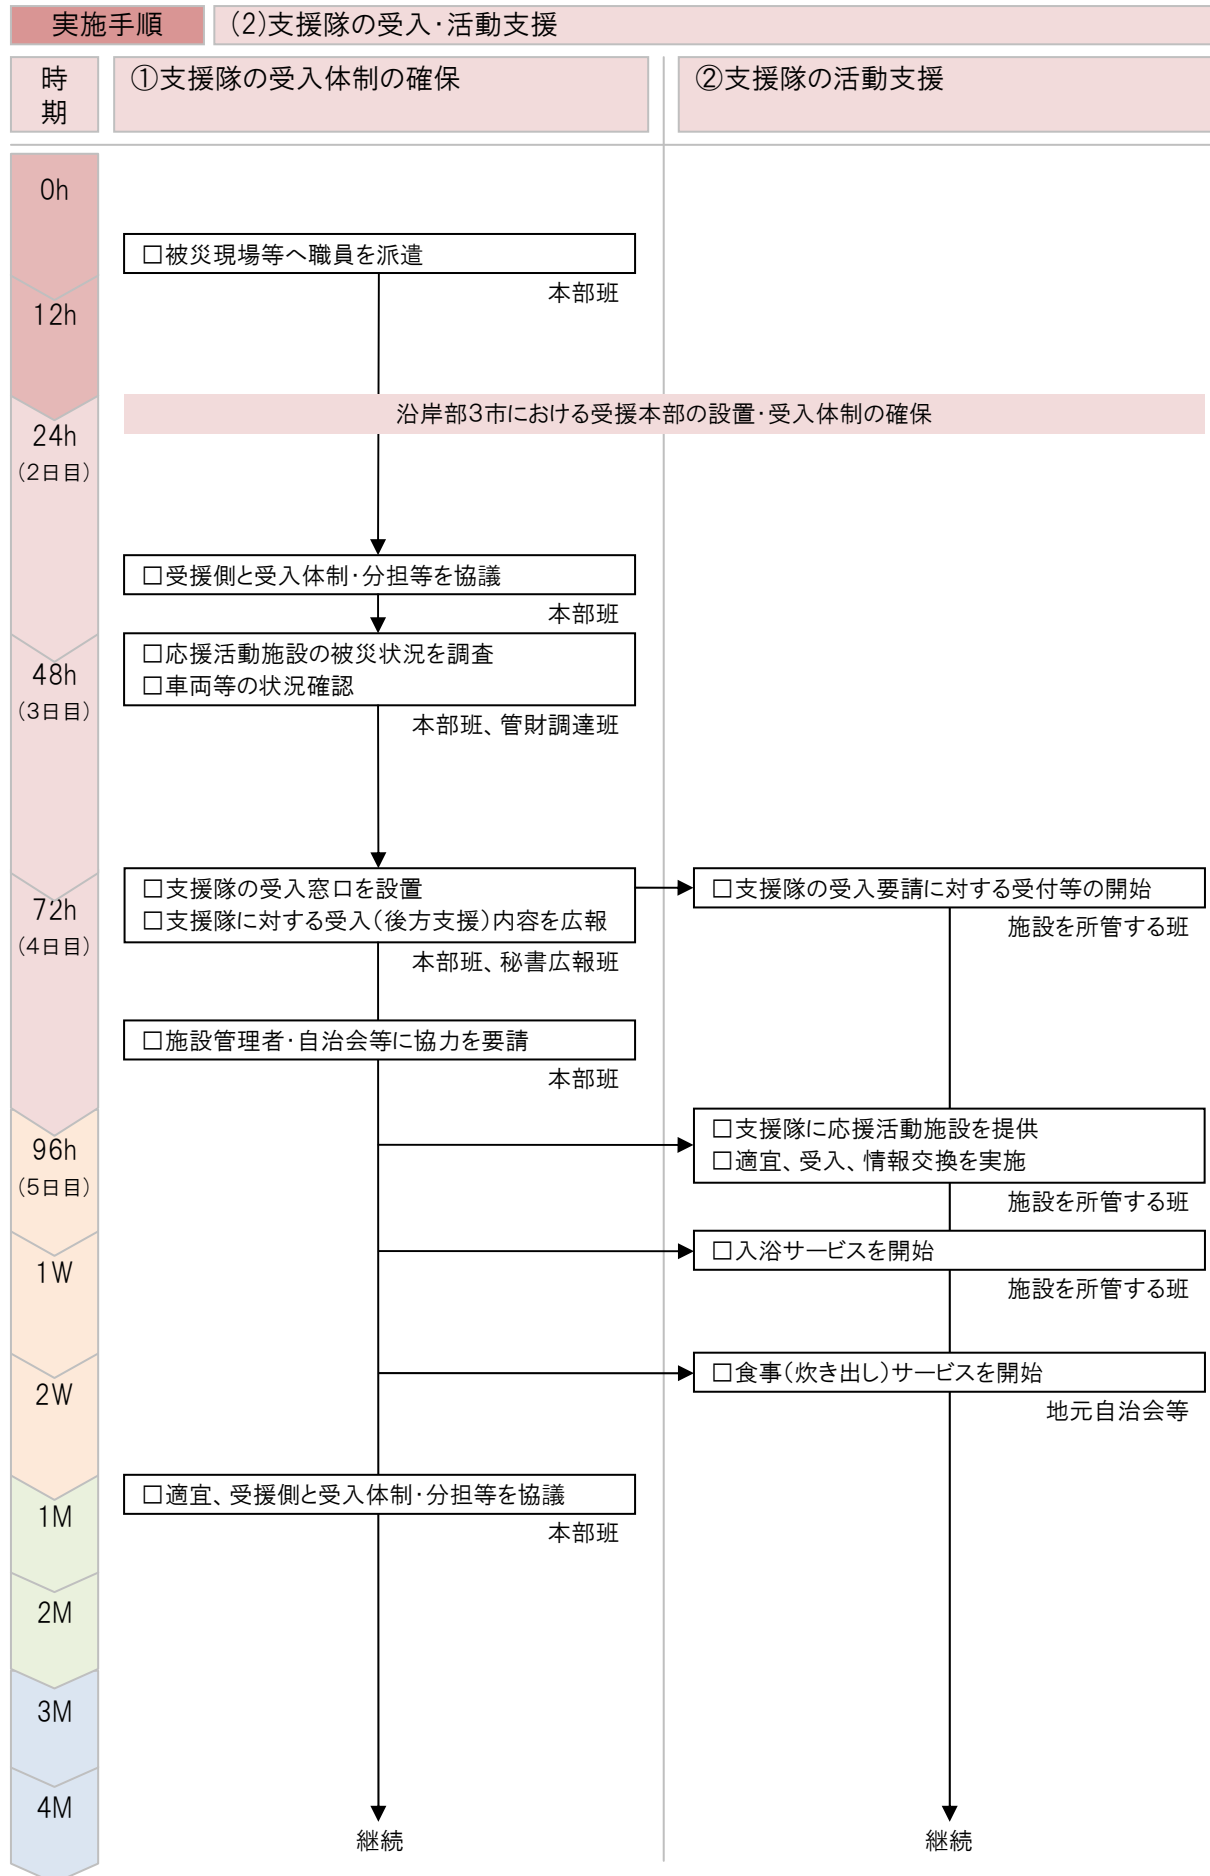 実施手順
(2)支援隊の受入・活動支援
時期
①支援隊の受入体制の確保
②支援隊の活動支援
0h
□被災現場等へ職員を派遣
本部班
12h
沿岸部3市における受援本部の設置・受入体制の確保
24h
(2日目)
□受援側と受入体制・分担等を協議
本部班
□応援活動施設の被災状況を調査
□車両等の状況確認
本部班、管財調達班
48h
(3日目)
□支援隊の受入窓口を設置
□支援隊に対する受入(後方支援)内容を広報
本部班、秘書広報班
□支援隊の受入要請に対する受付等の開始
施設を所管する班
72h
(4日目)
□施設管理者・自治会等に協力を要請
本部班
□支援隊に応援活動施設を提供
□適宜、受入、情報交換を実施
施設を所管する班
96h
(5日目)
□入浴サービスを開始
施設を所管する班
1W
□食事(炊き出し)サービスを開始
地元自治会等
2W
□適宜、受援側と受入体制・分担等を協議
本部班
1M
2M
3M
4M
継続
継続